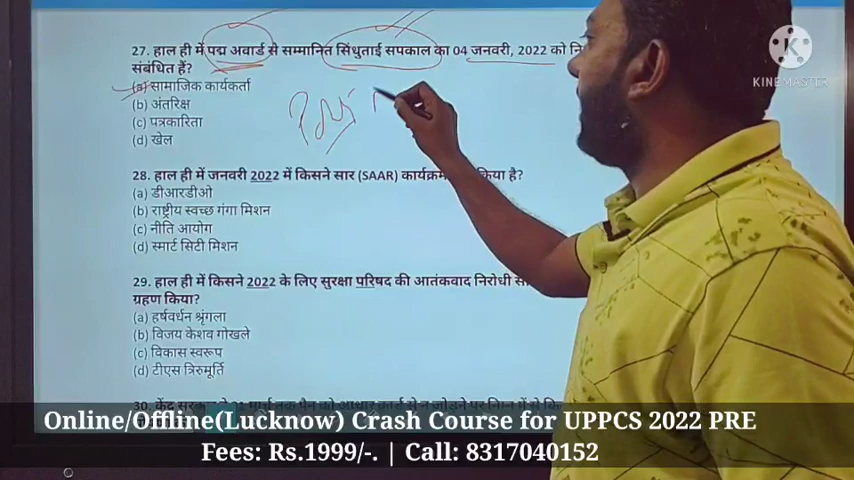 27. हाल ही में पद्म अवार्ड से सम्मानित सिंधुताई सपकाल का 04 जनवरी, 2022 को
संबंधित हैं?
(a) सामाजिक कार्यकर्ता
(b) अंतरिक्ष
(c) पत्रकारिता
(d) खेल
KINEMASTER
28. हाल ही में जनवरी 2022 में किसने सार (SAAR) किया है?
(a) डीआरडीओ
(b) राष्ट्रीय स्वच्छ गंगा मिशन
(c) नीति आयोग
(d) स्मार्ट सिटी मिशन
29. हाल ही में किसने 2022 के लिए सुरक्षा परिषद की आतंकवाद निरोधी
ग्रहण किया?
(a) हर्षवर्धन श्रृंगला
(b) विजय केशव गोखले
(c) विकास स्वरूप
(d) टीएस त्रिरुमूर्ति
Online/Offline(Lucknow) Crash Course for UPPCS 2022 PRE
Fees: Rs.1999/-. | Call: 8317040152